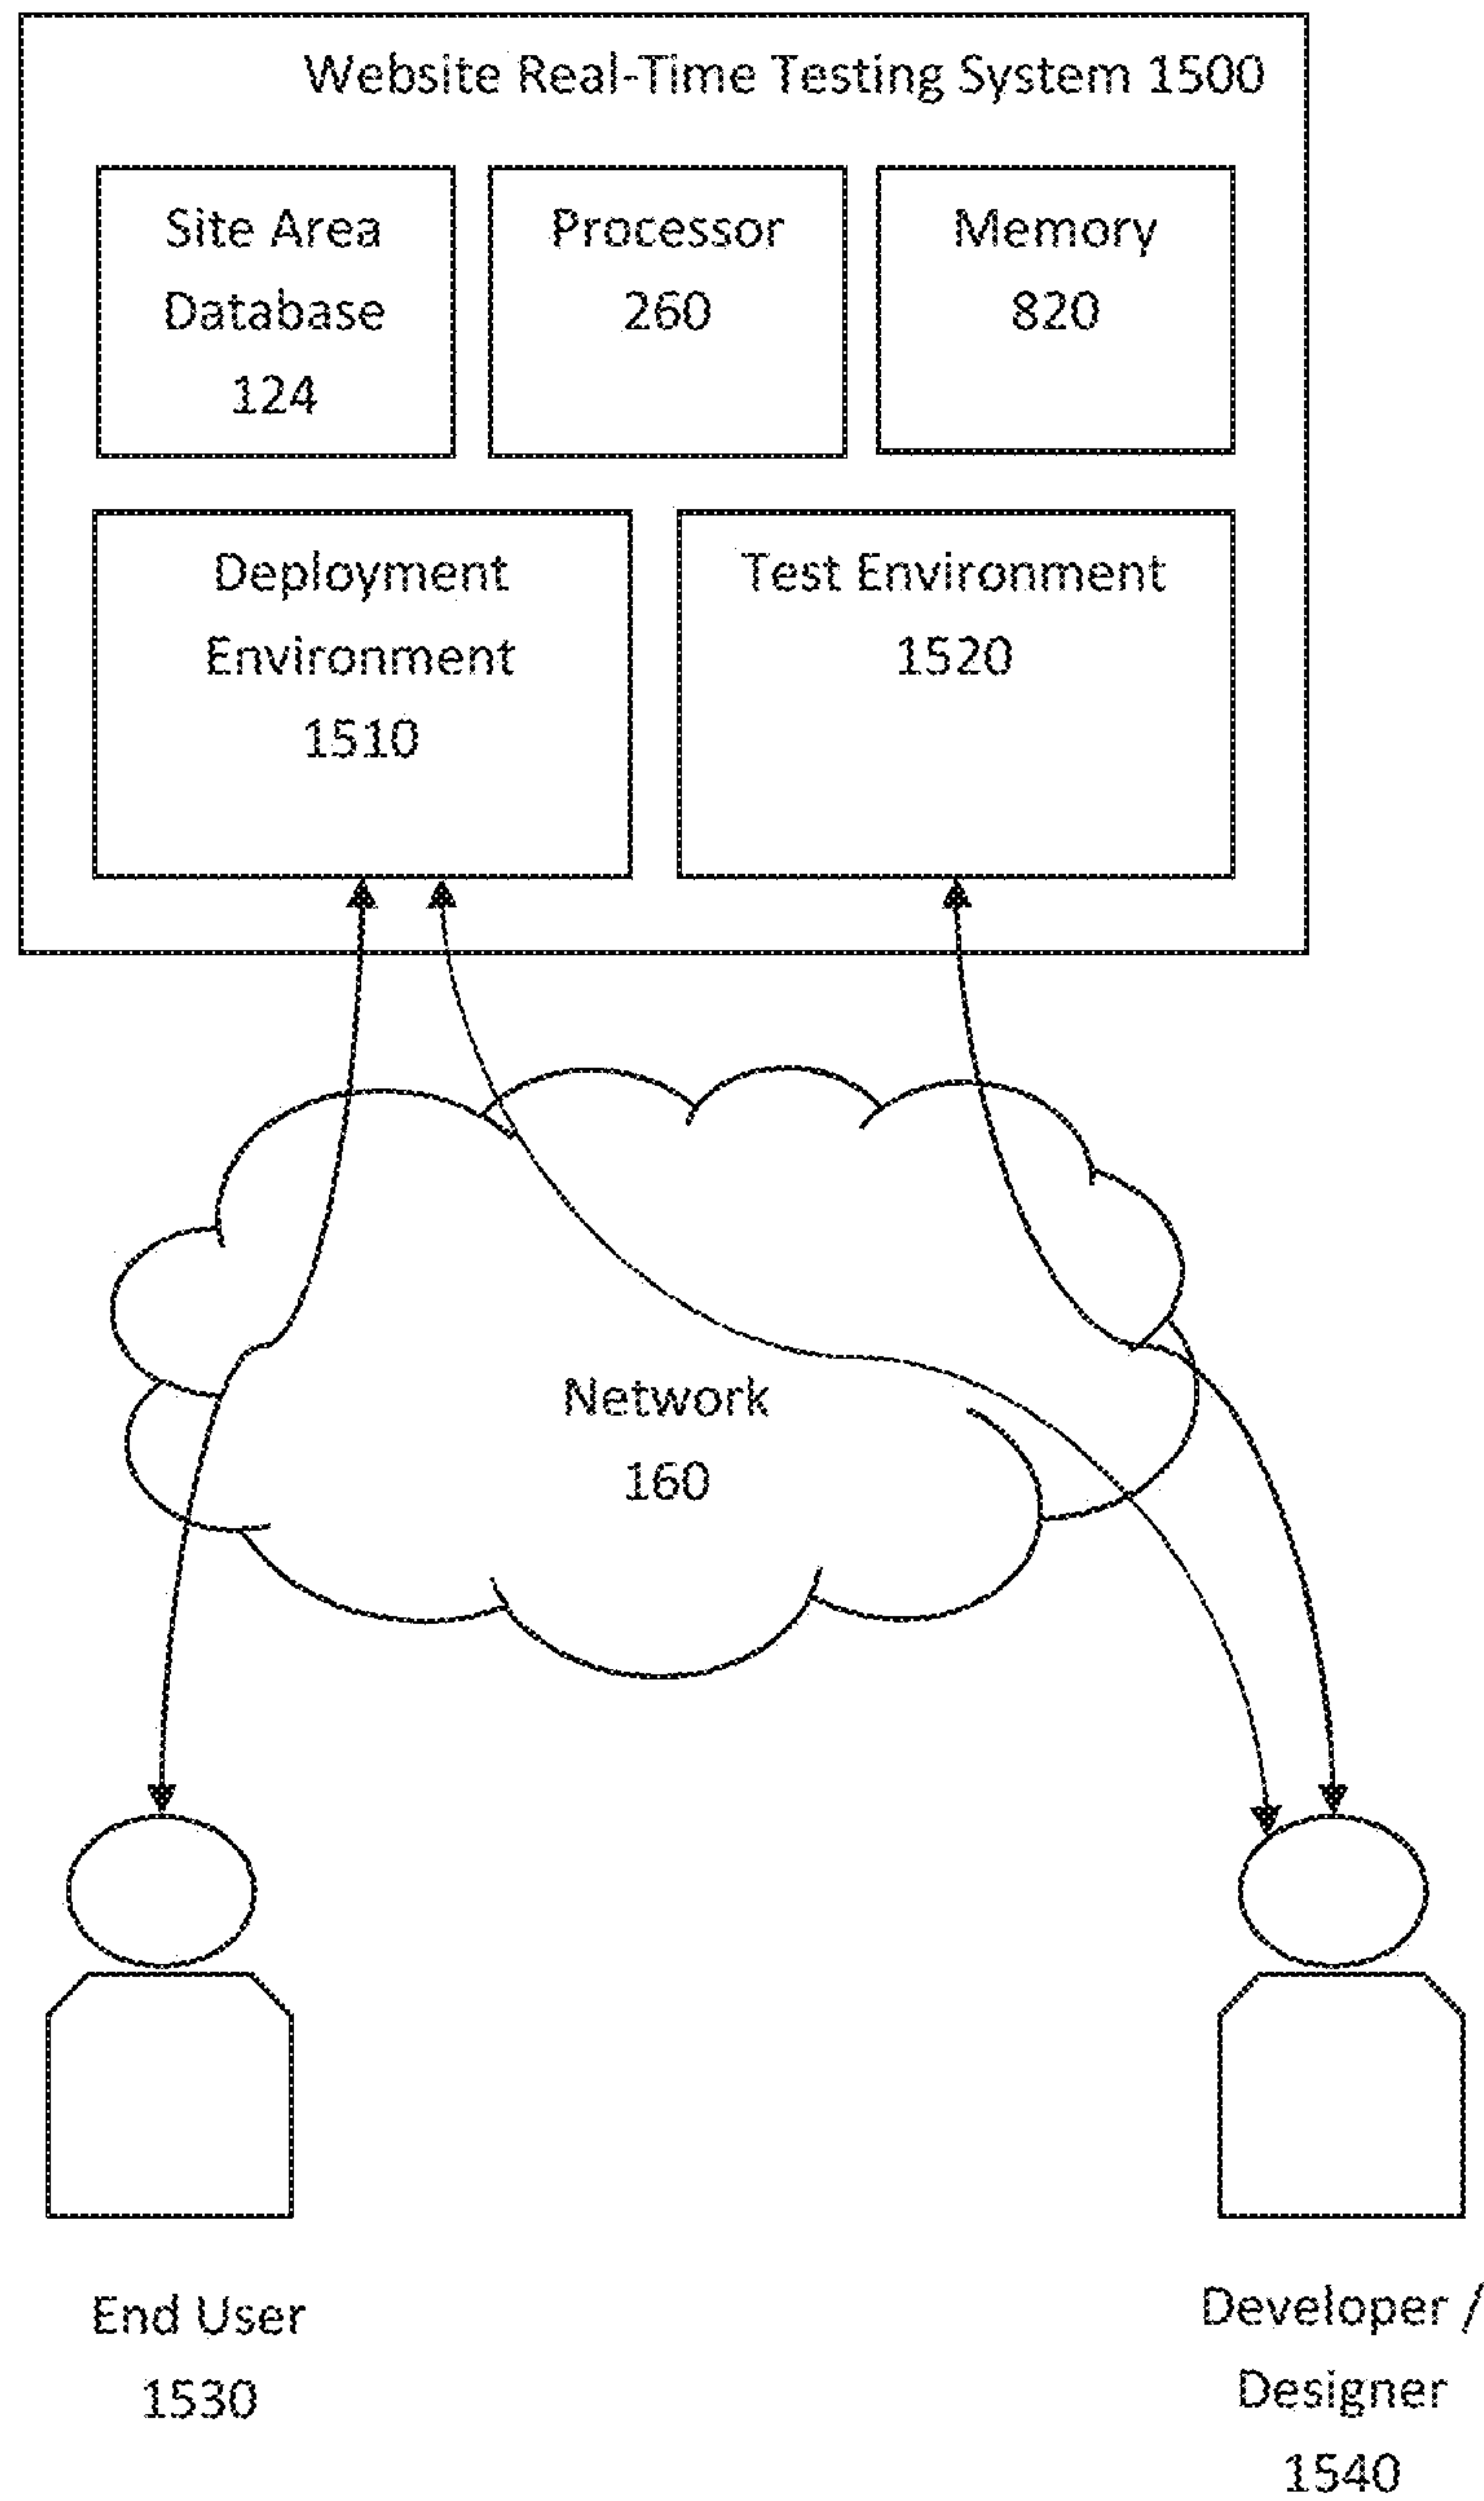 Website Real-Time Testing System 1500
Site Area
Database
124
Processor
260
Memory
820
Deployment
Environment
1510
Test Environment
1520
Network
160
End User
1530
Developer /
Designer
1540